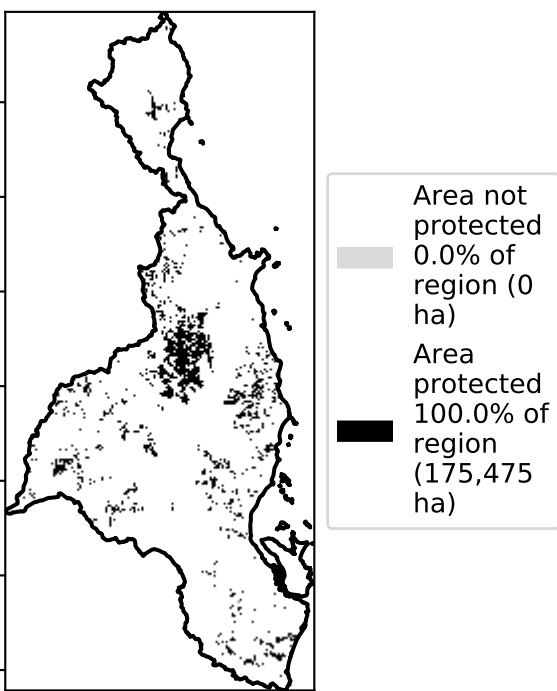 Area not
protected
0.0% of
region (0
ha)
Area
protected
100.0% of
region
(175,475
ha)